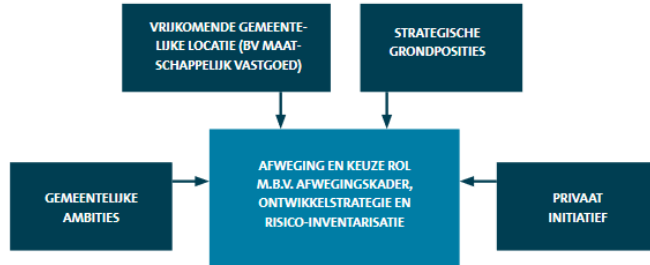 VRIJKOMENDE GEMEENTE-
LIJKE LOCATIE (BV MAAT-
SCHAPPELIJK VASTGOED)
STRATEGISCHE
GRONDPOSITIES
GEMEENTELIJKE
AMBITIES
AFWEGING EN KEUZE ROL
M.B.V. AFWEGINGSKADER,
ONTWIKKELSTRATEGIE EN
RISICO-INVENTARISATIE
PRIVAAT
INITIATIEF